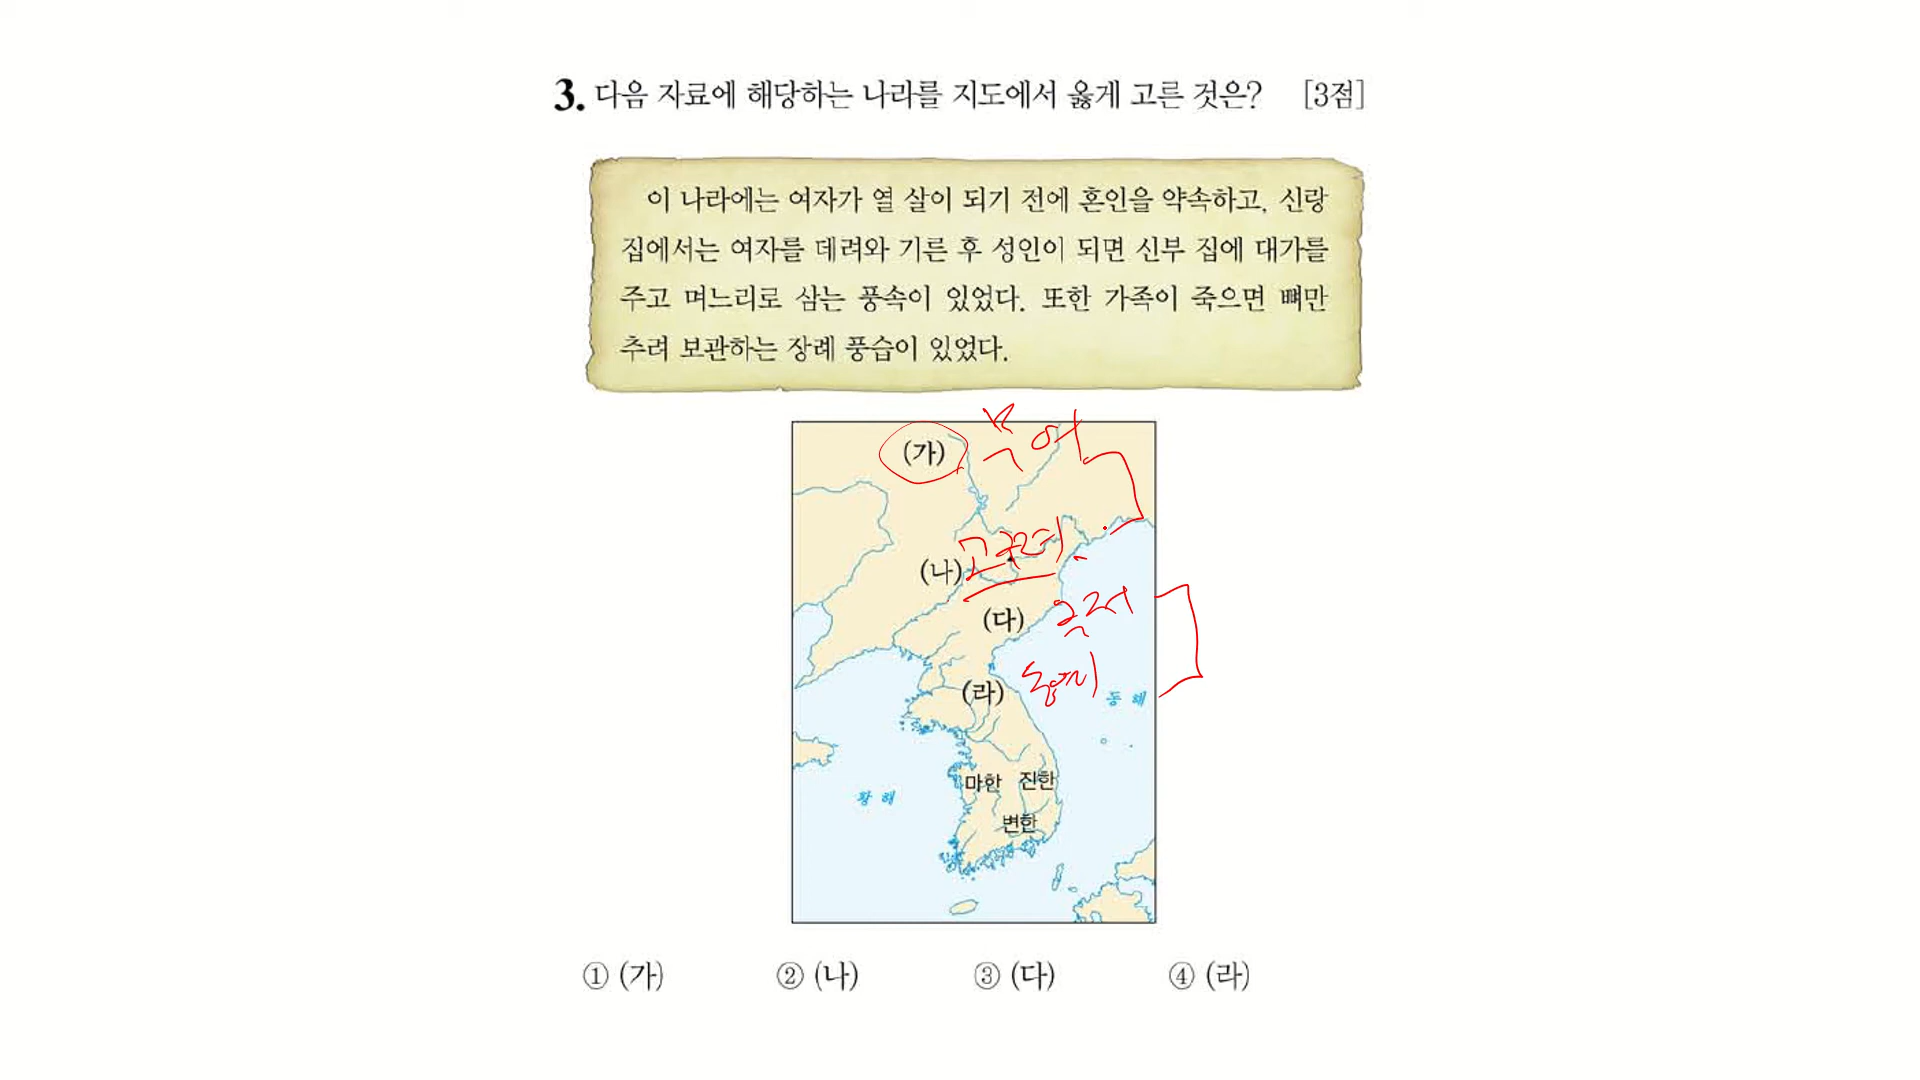 3. 다음 자료에 해당하는 나라를 지도에서 옳게 고른 것은? [3점]
이 나라에는 여자가 열 살이 되기 전에 혼인을 약속하고, 신랑
집에서는 여자를 데려와 기른 후 성인이 되면 신부 집에 대가를
주고 며느리로 삼는 풍속이 있었다. 또한 가족이 죽으면 뼈만
추려 보관하는 장례 풍습이 있었다.
(가) 부여
(나) 고구려
(다) 옥저
(라) 동예
동해
마한 진한
황해
변한
① (가) ② (나) ③ (다) ④ (라)